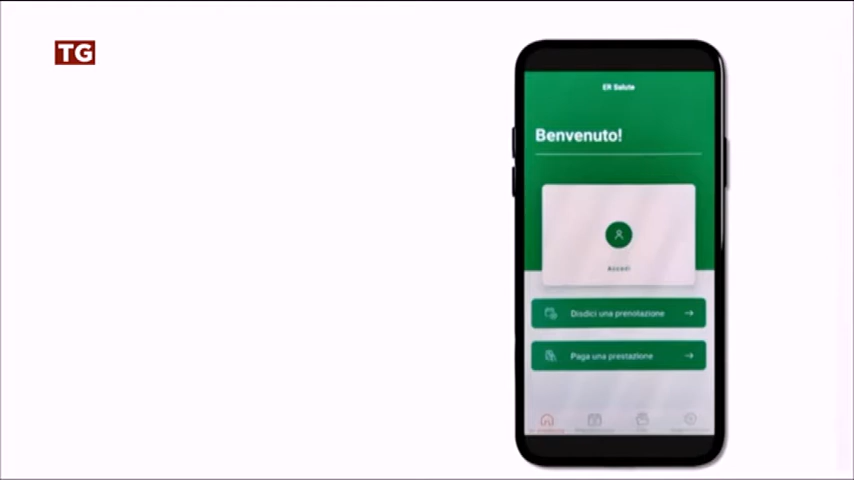 TG
ER Salute
Benvenuto!
Accedi
Disdici una prenotazione
Paga una prestazione